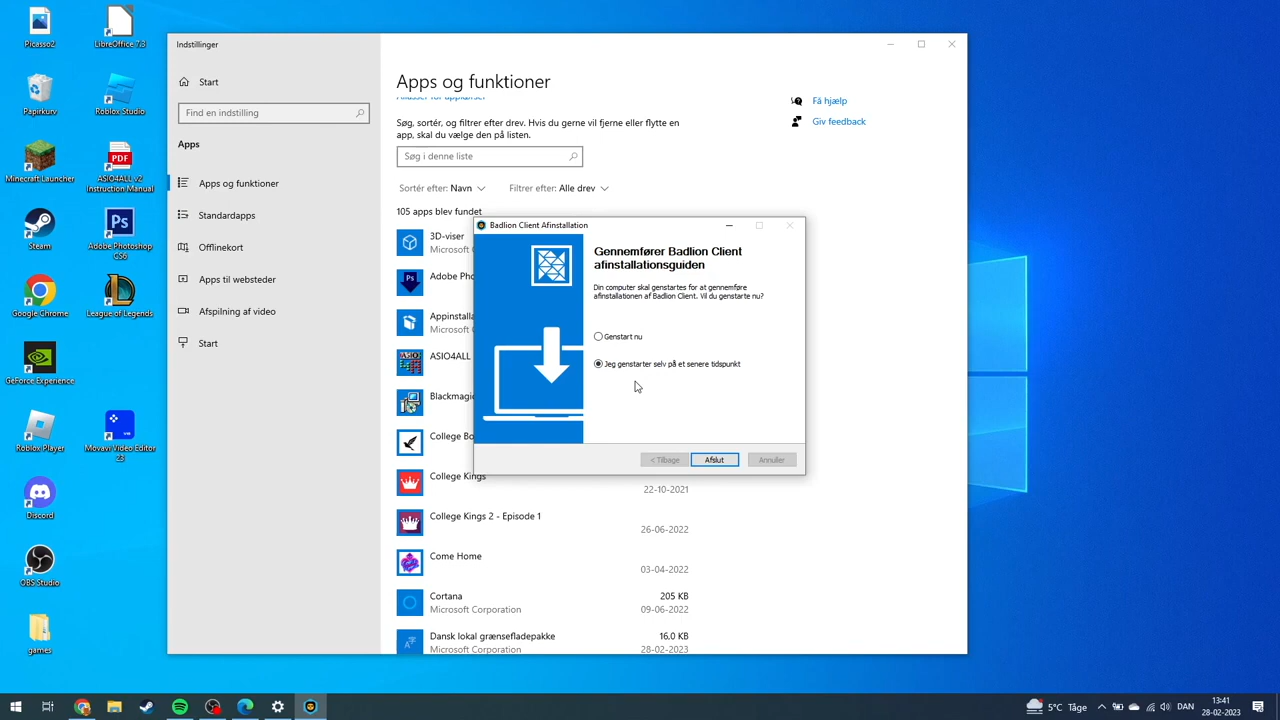 Picasso2
LibreOffice 7.3
Papirkurv
Roblox Studio
Minecraft Launcher
ASIO4ALL v2
Instruction Manual
Steam
Adobe Photoshop
CS6
Google Chrome
League of Legends
GeForce Experience
Roblox Player
Movavi Video Editor
23
Discord
OBS Studio
games
Indstillinger
Start
Find en indstilling
Apps
Apps og funktioner
Standardapps
Offlinekort
Apps til websteder
Afspilning af video
Start
Apps og funktioner
Søg, sortér, og filtrer efter drev. Hvis du gerne vil fjerne eller flytte en
app, skal du vælge den på listen.
Søg i denne liste
Sortér efter: Navn
Filtrer efter: Alle drev
105 apps blev fundet
3D-viser
Microsoft
Adobe Pho
Appinstalla
Microsoft
ASIO4ALL
Blackmagic
College Bo
College Kings
22-10-2021
College Kings 2 - Episode 1
26-06-2022
Come Home
03-04-2022
Cortana
205 KB
Microsoft Corporation
09-06-2022
Dansk lokal grænsefladepakke
16,0 KB
Microsoft Corporation
28-02-2023
Få hjælp
Giv feedback
Badlion Client Afinstallation
Gennemfører Badlion Client
afinstallationsguiden
Din computer skal genstartes for at gennemføre
afinstallationen af Badlion Client. Vil du genstarte nu?
Genstart nu
Jeg genstarter selv på et senere tidspunkt
< Tilbage
Afslut
Annuller
PDF
Ps
Ps
ASIO
5°C Tåge
DAN
13:41
28-02-2023